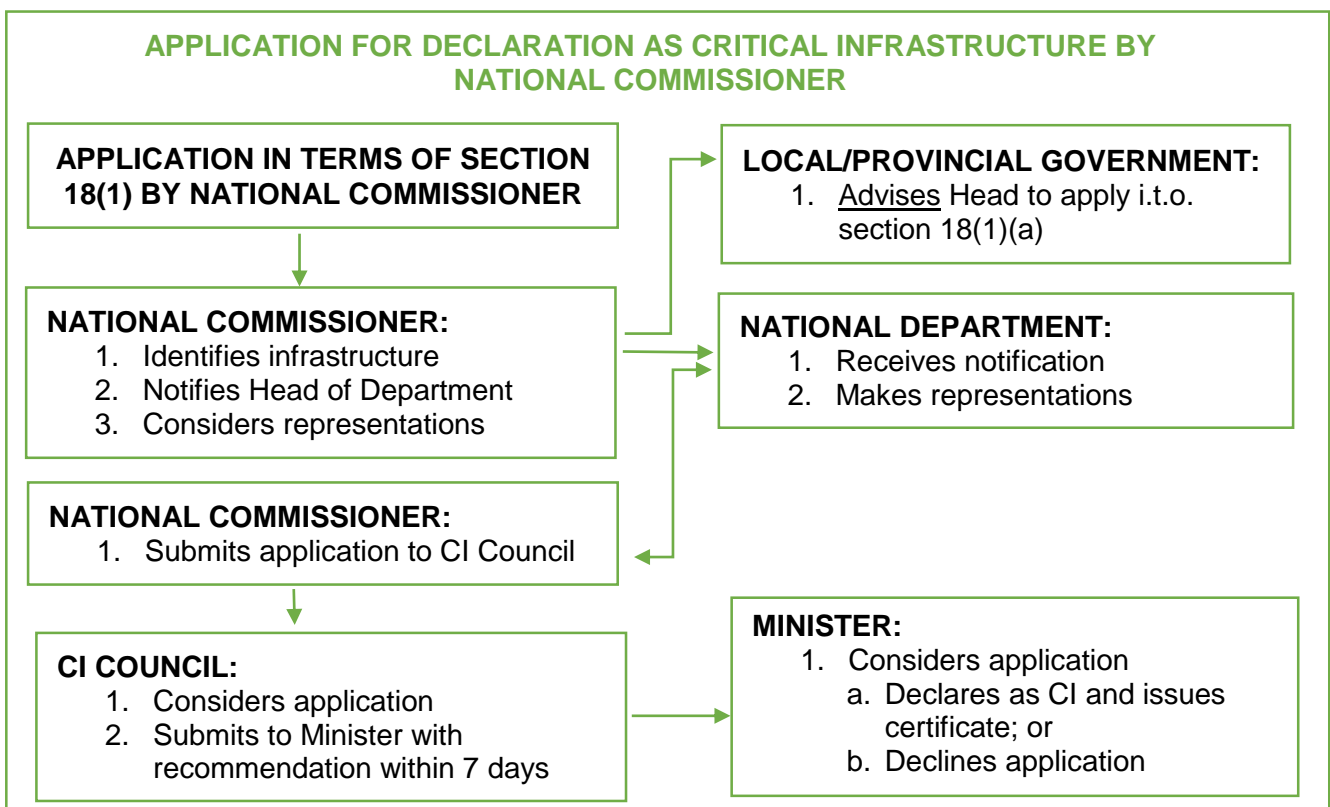 APPLICATION FOR DECLARATION AS CRITICAL INFRASTRUCTURE BY
NATIONAL COMMISSIONER
APPLICATION IN TERMS OF SECTION
18(1) BY NATIONAL COMMISSIONER
LOCAL/PROVINCIAL GOVERNMENT:
1. Advises Head to apply i.t.o.
section 18(1)(a)
NATIONAL COMMISSIONER:
1. Identifies infrastructure
2. Notifies Head of Department
3. Considers representations
NATIONAL DEPARTMENT:
1. Receives notification
2. Makes representations
NATIONAL COMMISSIONER:
1. Submits application to CI Council
CI COUNCIL:
1. Considers application
2. Submits to Minister with
recommendation within 7 days
MINISTER:
1. Considers application
a. Declares as CI and issues
certificate; or
b. Declines application